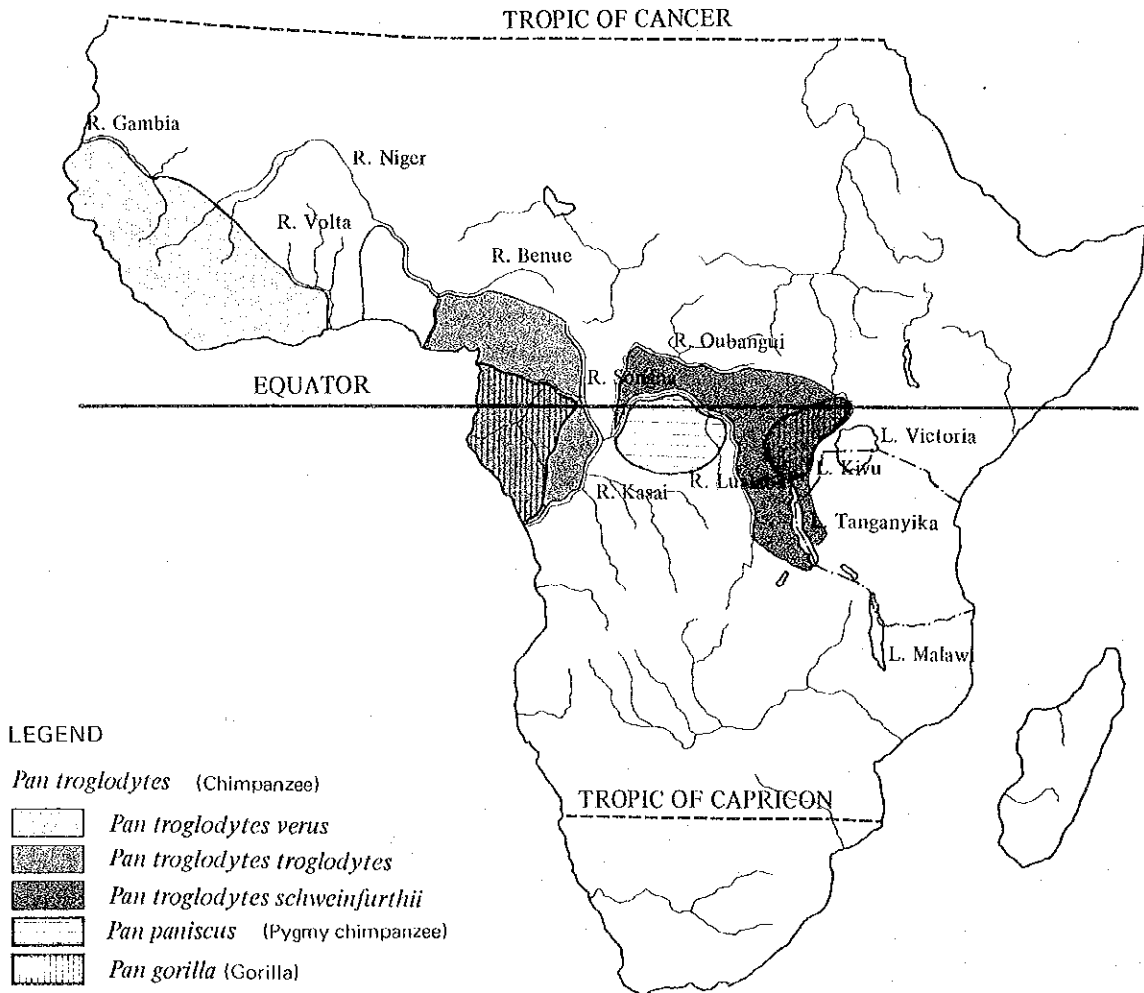 TROPIC OF CANCER
R. Gambia
R. Niger
R. Volta
R. Benue
R. Oubangui
EQUATOR
R.
L. Victoria
L. Kivu
R. Kasai
R.
Tanganyika
L. Malawi
TROPIC OF CAPRICON
LEGEND
Pan troglodytes (Chimpanzee)
Pan troglodytes verus
Pan troglodytes troglodytes
Pan troglodytes schweinfurthii
Pan paniscus (Pygmy chimpanzee)
Pan gorilla (Gorilla)